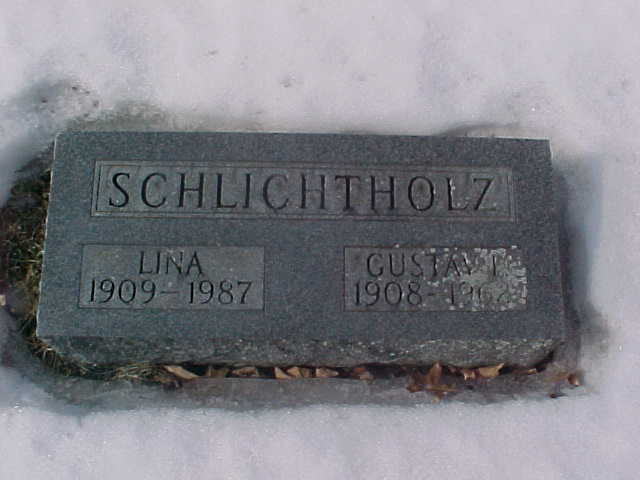 SCHLICHTHOLZ
LINA
1909-1987
GUSTAV
1908-